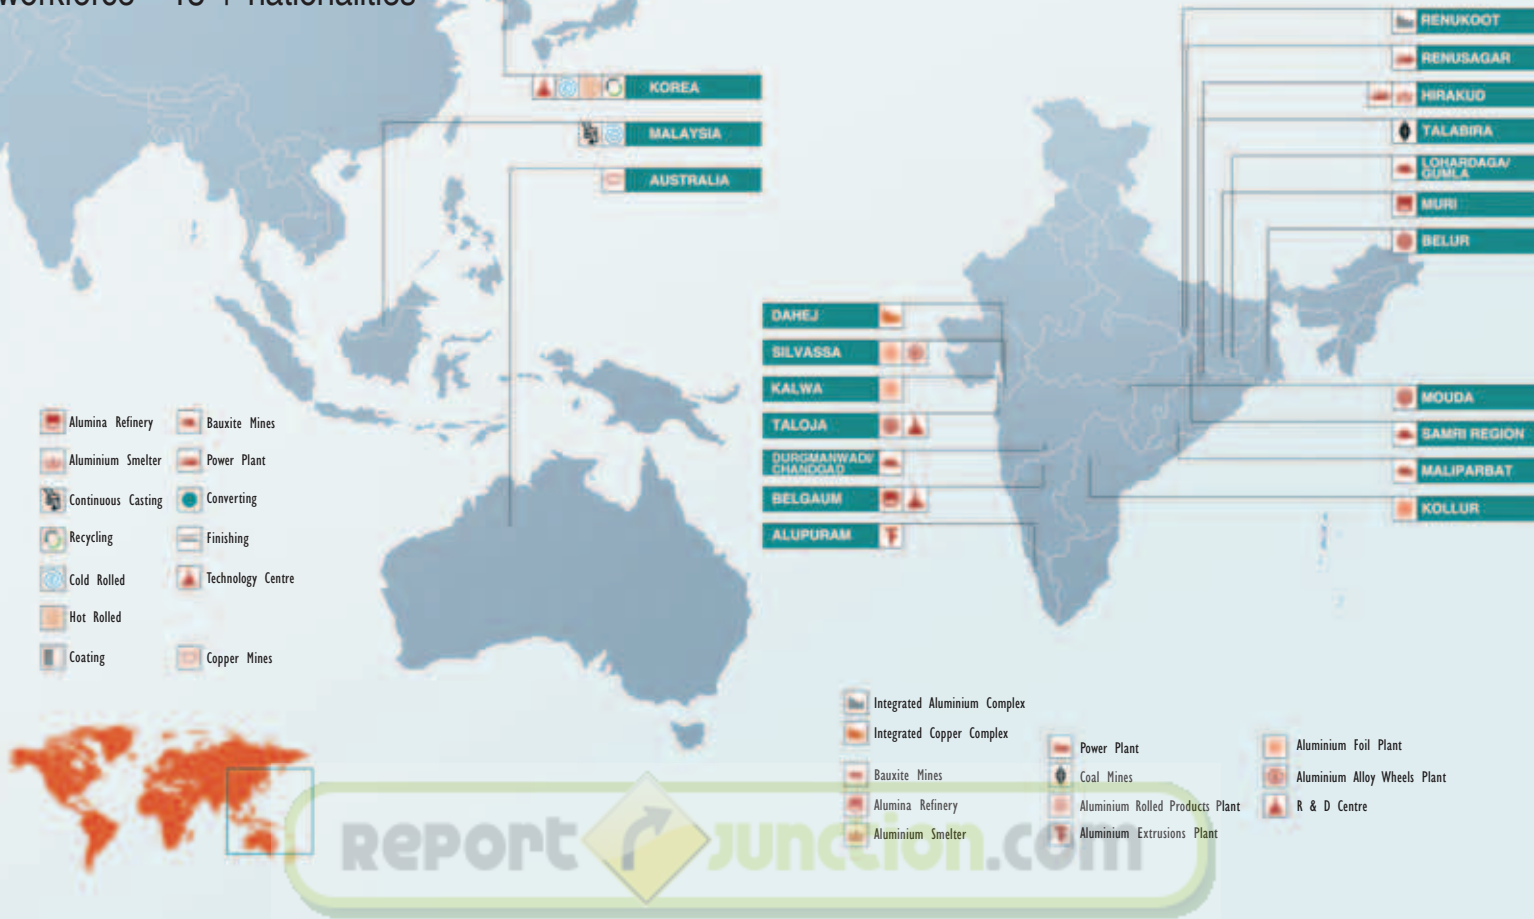 workforce - 13 + nationalities
KOREA
MALAYSIA
AUSTRALIA
RENUKOOT
RENUSAGAR
HIRAKUD
TALABIRA
LOHARDAGA/
GUMLA
MURI
BELUR
DAHEJ
SILVASSA
KALWA
TALOJA
DURGMANWADI/
CHANDGAD
BELGAUM
ALUPURAM
MOUDA
SAMRI REGION
MALIPARBAT
KOLLUR
Alumina Refinery
Bauxite Mines
Aluminium Smelter
Power Plant
Continuous Casting
Converting
Recycling
Finishing
Cold Rolled
Technology Centre
Hot Rolled
Coating
Copper Mines
Integrated Aluminium Complex
Integrated Copper Complex
Bauxite Mines
Alumina Refinery
Aluminium Smelter
Power Plant
Coal Mines
Aluminium Rolled Products Plant
Aluminium Extrusions Plant
Aluminium Foil Plant
Aluminium Alloy Wheels Plant
R & D Centre
REPORT JUNCTION.COM